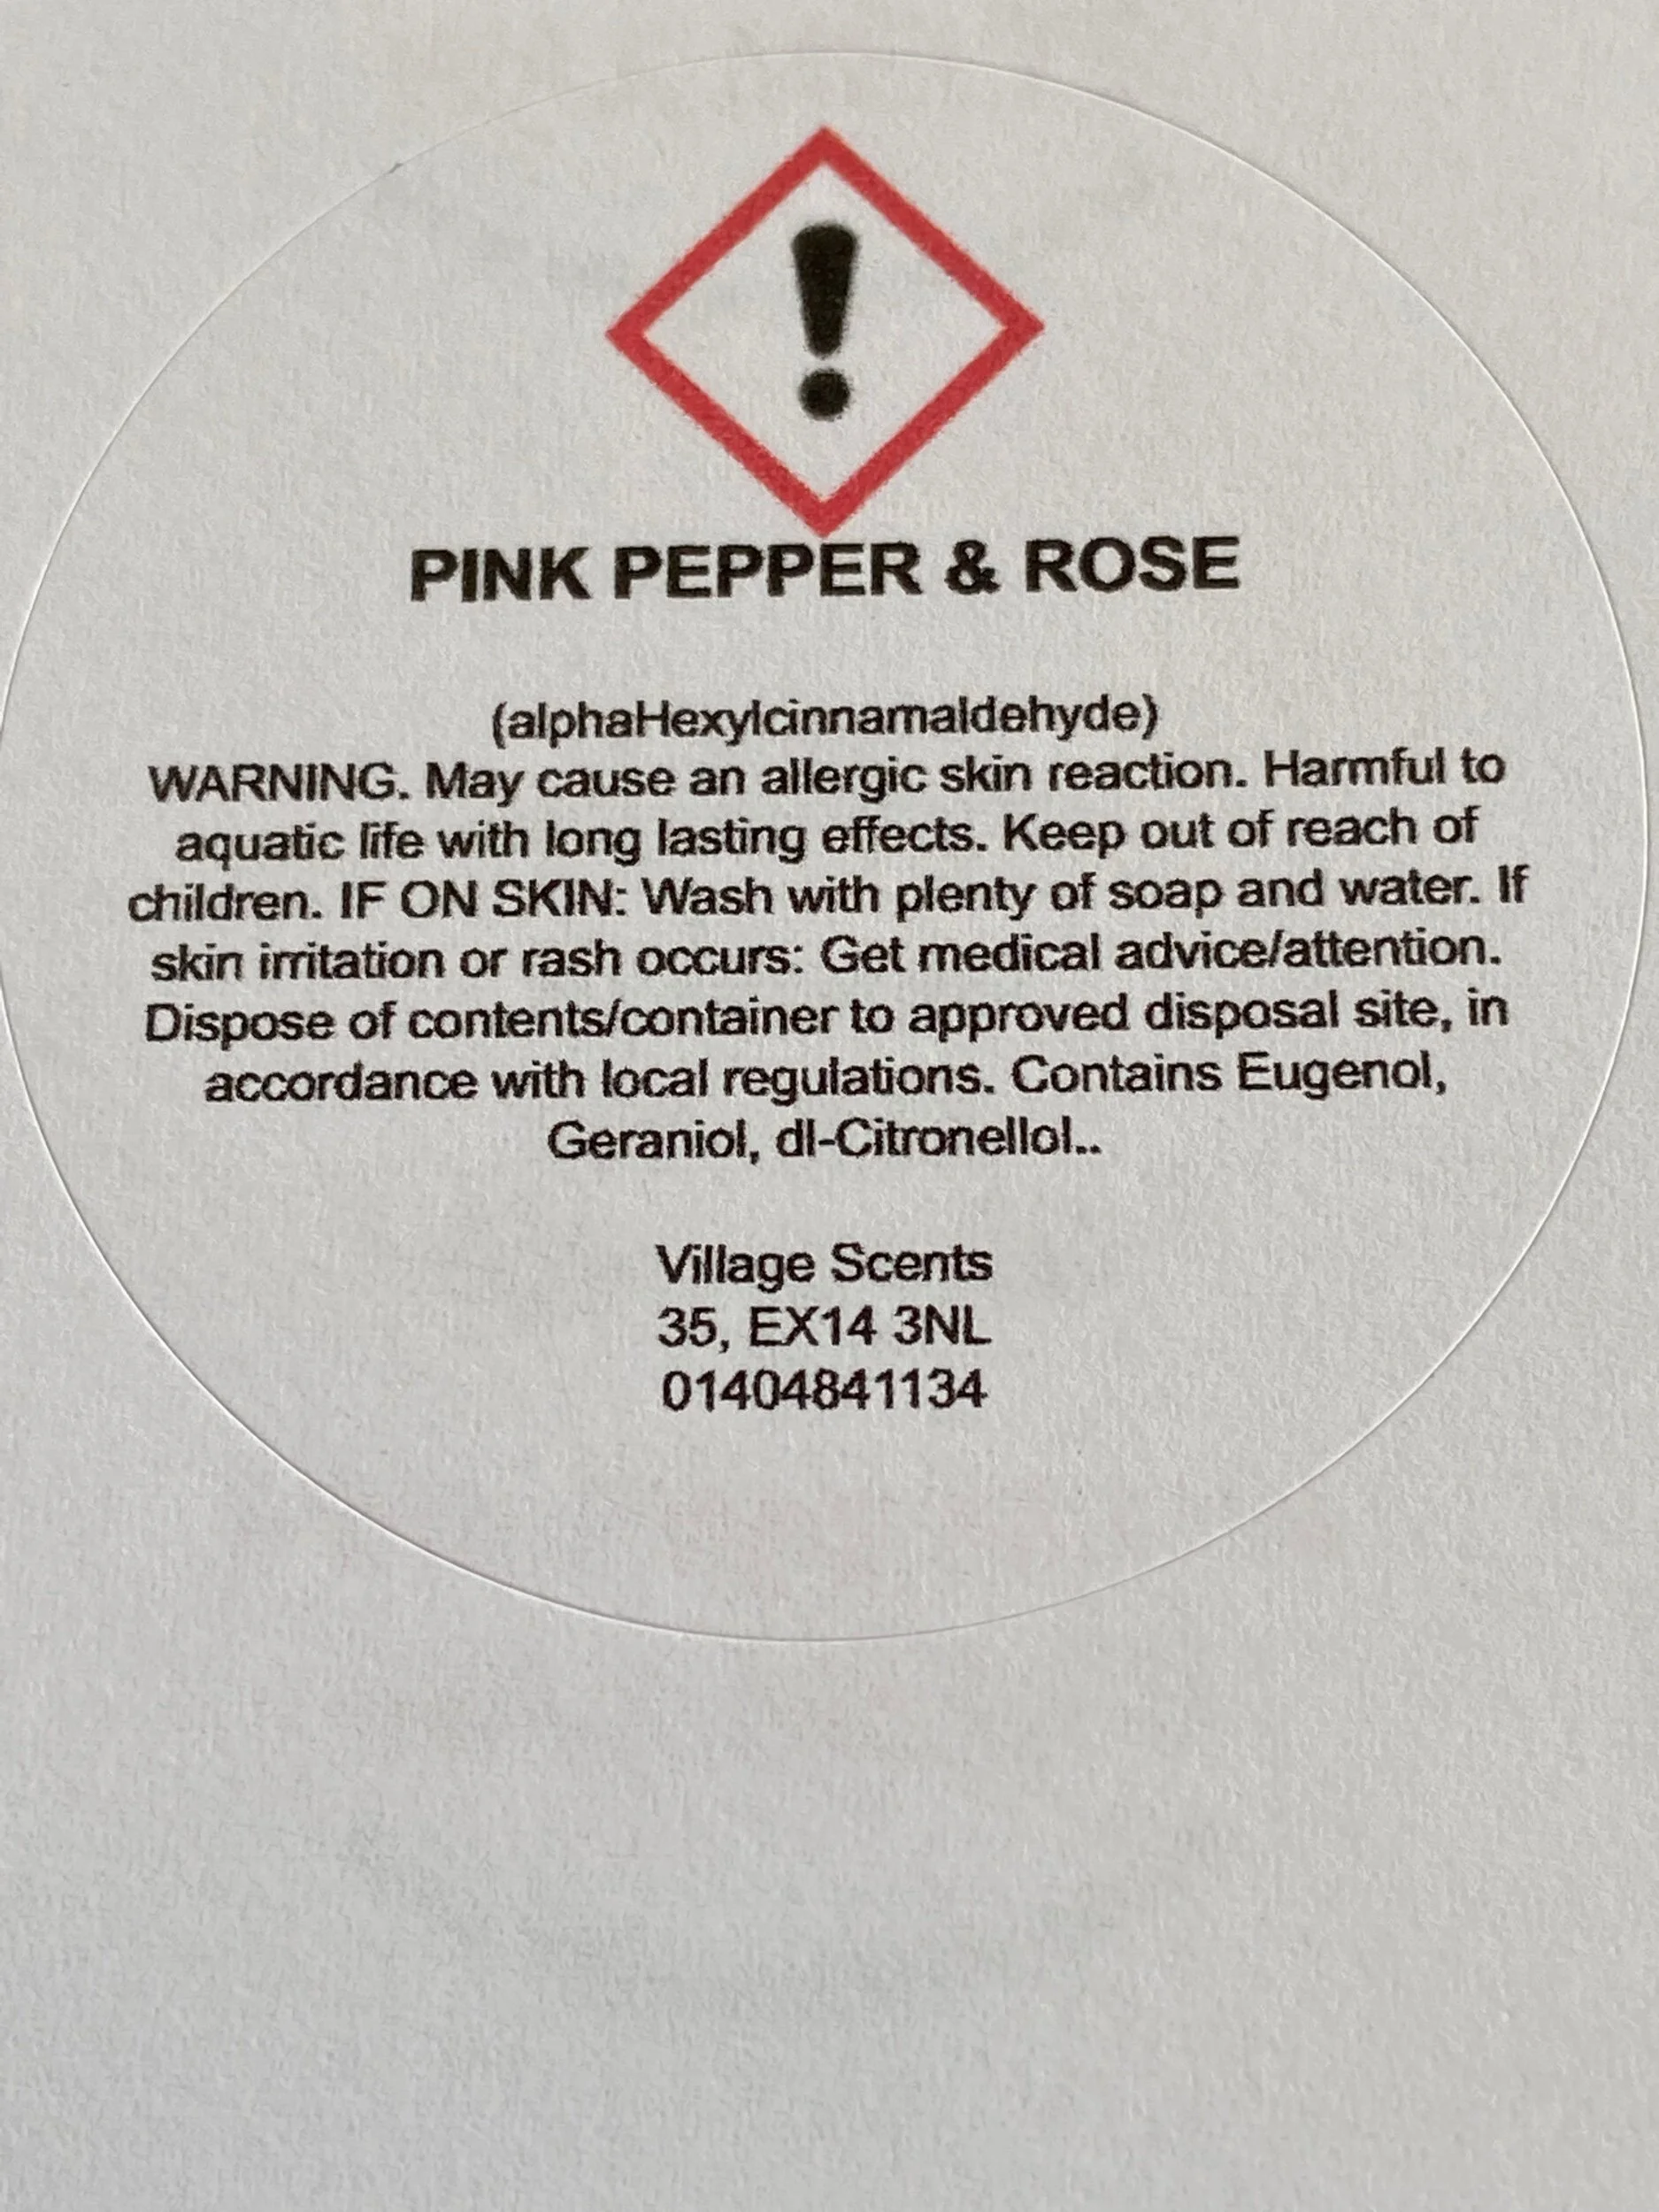 !
PINK PEPPER & ROSE
(alphaHexylcinnamaldehyde)
WARNING. May cause an allergic skin reaction. Harmful to
aquatic life with long lasting effects. Keep out of reach of
children. IF ON SKIN: Wash with plenty of soap and water. If
skin irritation or rash occurs: Get medical advice/attention.
Dispose of contents/container to approved disposal site, in
accordance with local regulations. Contains Eugenol,
Geraniol, dl-Citronellol..
Village Scents
35, EX14 3NL
01404841134